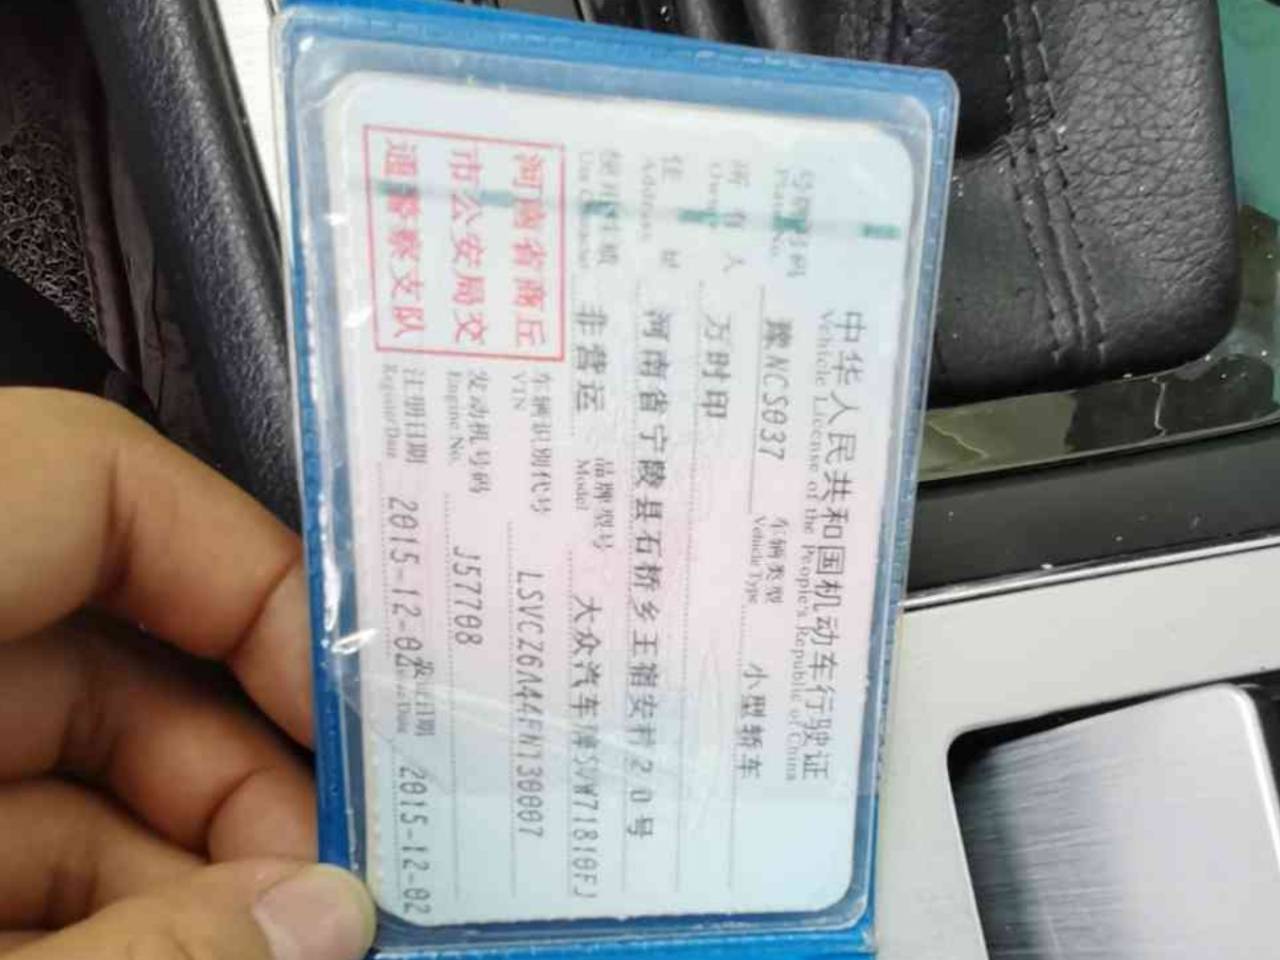 中华人民共和国机动车行驶证
Vehicle License of the People's Republic of China
号牌号码 豫NCS037 车辆类型 小型轿车
Plate No. Vehicle Type
所有人 万时印
Owner
住址 河南省宁陵县石桥乡王宿安村20号
Address
使用性质 非营运 品牌型号 大众汽车牌SVW71810FJ
Use Character Model
河南省商丘
市公安局交
通警察支队
车辆识别代号 LSVCZ6A44FN130007
VIN
发动机号码 J57708
Engine No.
注册日期 2015-12-02 发证日期 2015-12-02
Register Date Issue Date